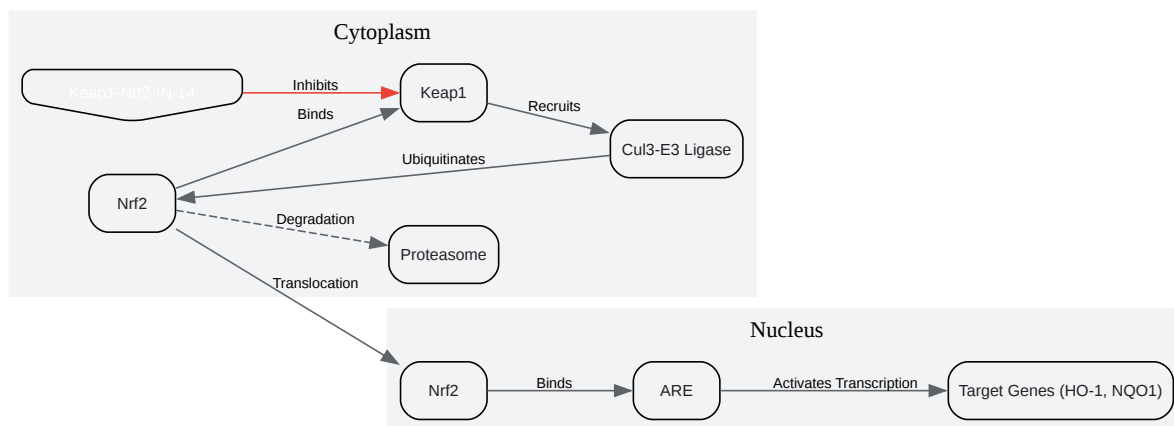 Cytoplasm
Keap1-Nrf2-IN-14
Inhibits
Keap1
Binds
Recruits
Cul3-E3 Ligase
Ubiquitinates
Nrf2
Degradation
Proteasome
Translocation
Nucleus
Nrf2
Binds
ARE
Activates Transcription
Target Genes (HO-1, NQO1)